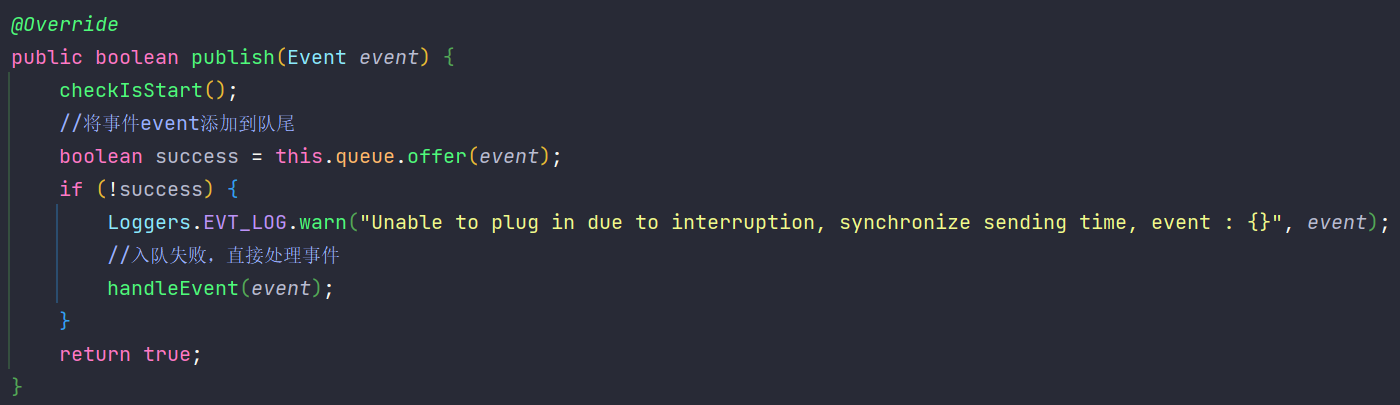 @Override
public boolean publish(Event event) {
    checkIsStart();
    //将事件event添加到队尾
    boolean success = this.queue.offer(event);
    if (!success) {
        Loggers.EVT_LOG.warn("Unable to plug in due to interruption, synchronize sending time, event : {}", event);
        //入队失败，直接处理事件
        handleEvent(event);
    }
    return true;
}